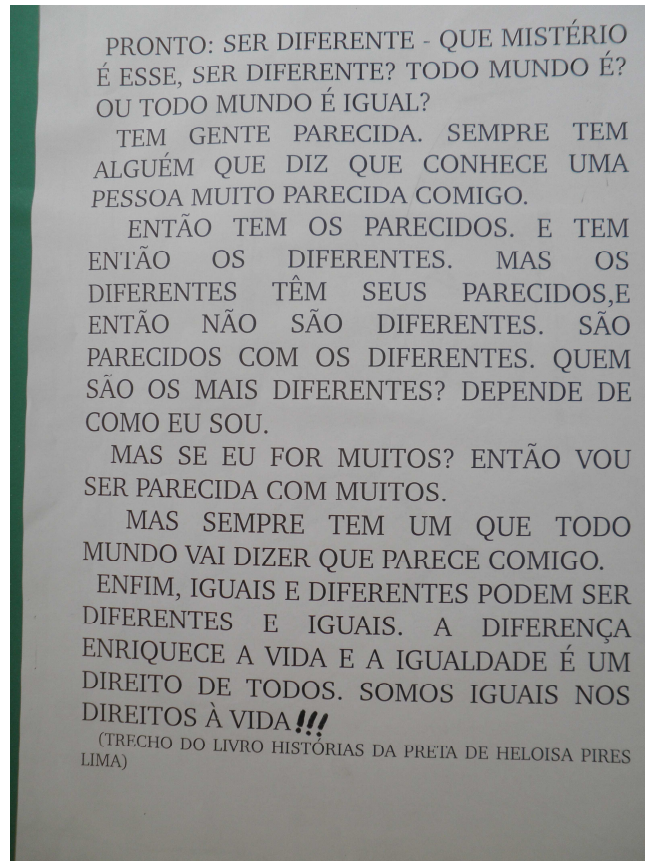 PRONTO: SER DIFERENTE - QUE MISTÉRIO
É ESSE, SER DIFERENTE? TODO MUNDO É?
OU TODO MUNDO É IGUAL?
TEM GENTE PARECIDA. SEMPRE TEM
ALGUÉM QUE DIZ QUE CONHECE UMA
PESSOA MUITO PARECIDA COMIGO.
ENTÃO TEM OS PARECIDOS. E TEM
ENTÃO OS DIFERENTES. MAS OS
DIFERENTES TÊM SEUS PARECIDOS,E
ENTÃO NÃO SÃO DIFERENTES. SÃO
PARECIDOS COM OS DIFERENTES. QUEM
SÃO OS MAIS DIFERENTES? DEPENDE DE
COMO EU SOU.
MAS SE EU FOR MUITOS? ENTÃO VOU
SER PARECIDA COM MUITOS.
MAS SEMPRE TEM UM QUE TODO
MUNDO VAI DIZER QUE PARECE COMIGO.
ENFIM, IGUAIS E DIFERENTES PODEM SER
DIFERENTES E IGUAIS. A DIFERENÇA
ENRIQUECE A VIDA E A IGUALDADE É UM
DIREITO DE TODOS. SOMOS IGUAIS NOS
DIREITOS À VIDA!!!
(TRECHO DO LIVRO HISTÓRIAS DA PRETA DE HELOISA PIRES
LIMA)